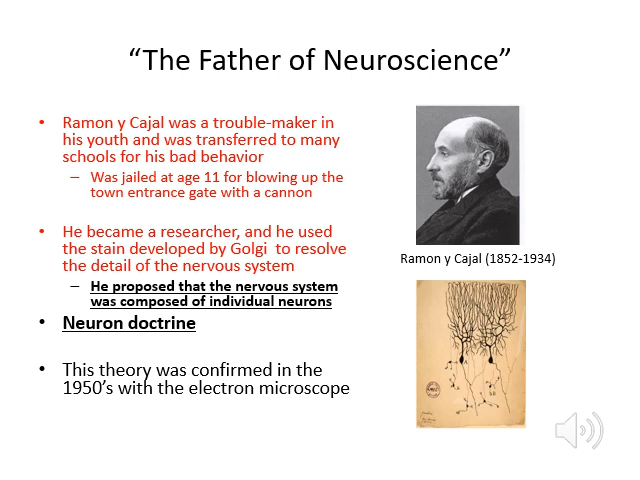 “The Father of Neuroscience”
• Ramon y Cajal was a trouble-maker in
his youth and was transferred to many
schools for his bad behavior
– Was jailed at age 11 for blowing up the
town entrance gate with a cannon
• He became a researcher, and he used
the stain developed by Golgi  to resolve
the detail of the nervous system
– He proposed that the nervous system
was composed of individual neurons
• Neuron doctrine
• This theory was confirmed in the
1950’s with the electron microscope
Ramon y Cajal (1852-1934)